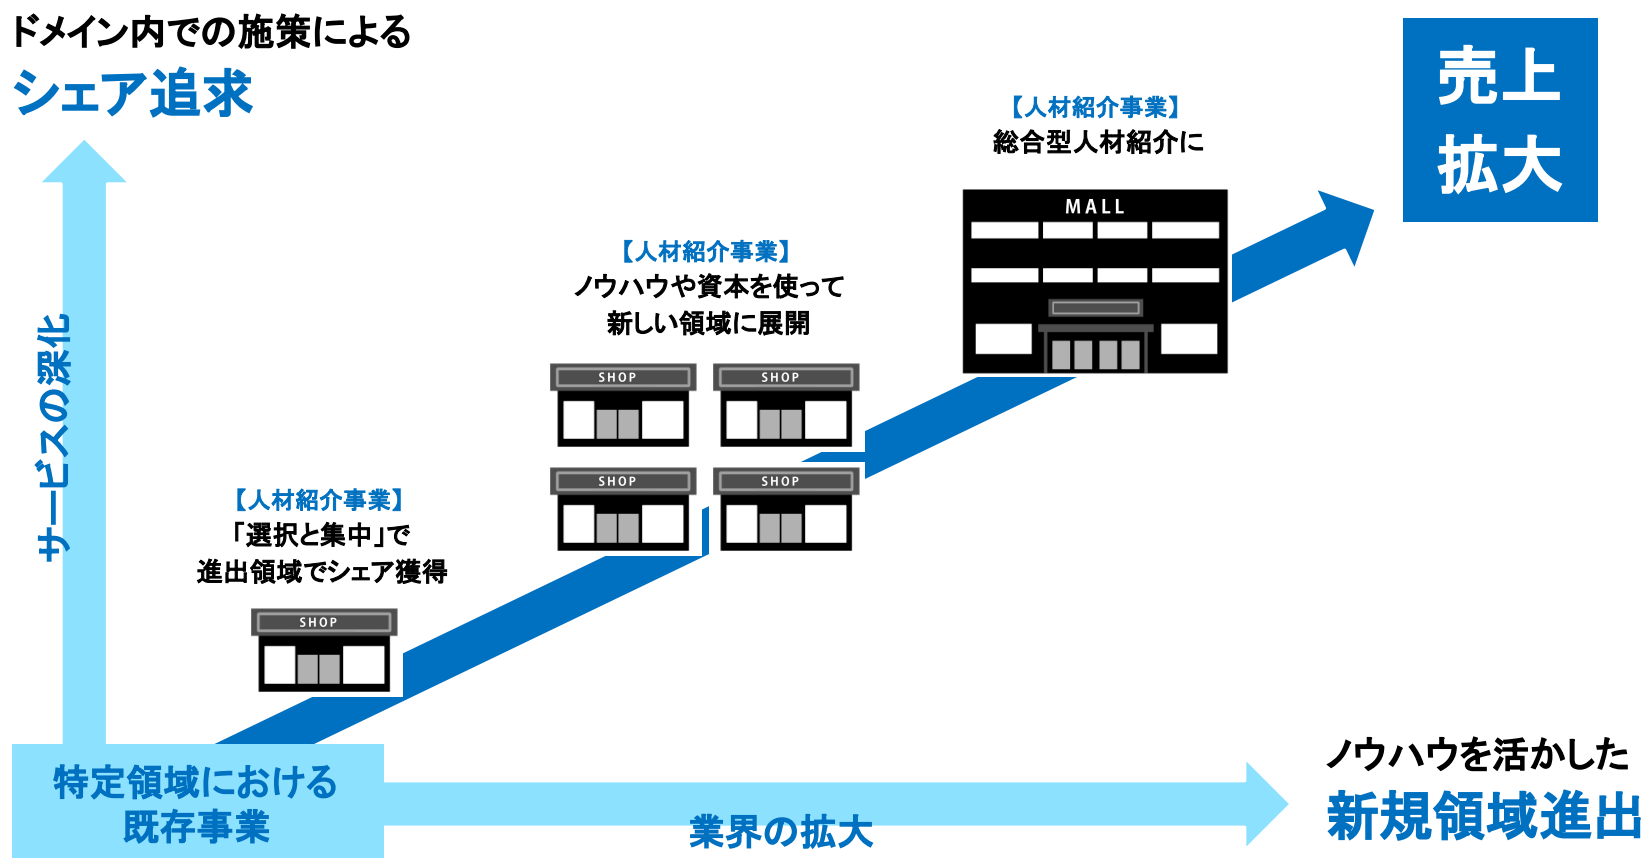 ドメイン内での施策による
シェア追求
売上
拡大
【人材紹介事業】
総合型人材紹介に
MALL
【人材紹介事業】
ノウハウや資本を使って
新しい領域に展開
SHOP
SHOP
SHOP
SHOP
サービスの深化
【人材紹介事業】
「選択と集中」で
進出領域でシェア獲得
SHOP
特定領域における
既存事業
業界の拡大
ノウハウを活かした
新規領域進出